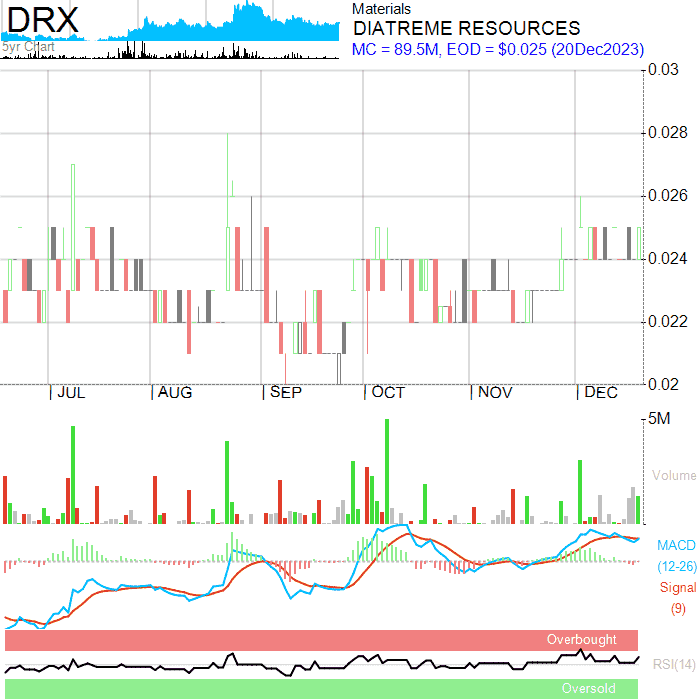 DRX
5yr Chart
Materials
DIATREME RESOURCES
MC = 89.5M, EOD = $0.025 (20Dec2023)
0.03
0.028
0.026
0.024
0.022
0.02
JUL AUG SEP OCT NOV DEC
5M
Volume
MACD
(12-26)
Signal
(9)
Overbought
RSI(14)
Oversold